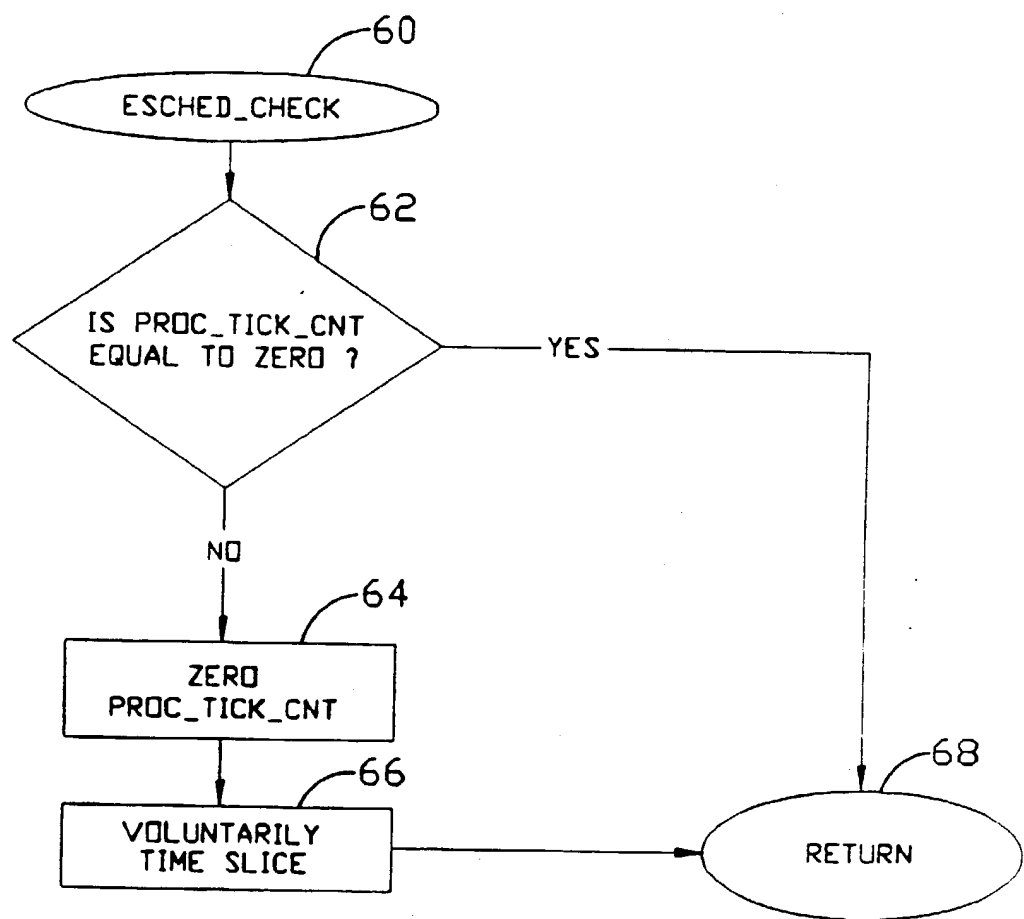 60
ESCHED_CHECK
62
IS PROC_TICK_CNT
EQUAL TO ZERO ?
YES
NO
64
ZERO
PROC_TICK_CNT
66
VOLUNTARILY
TIME SLICE
68
RETURN